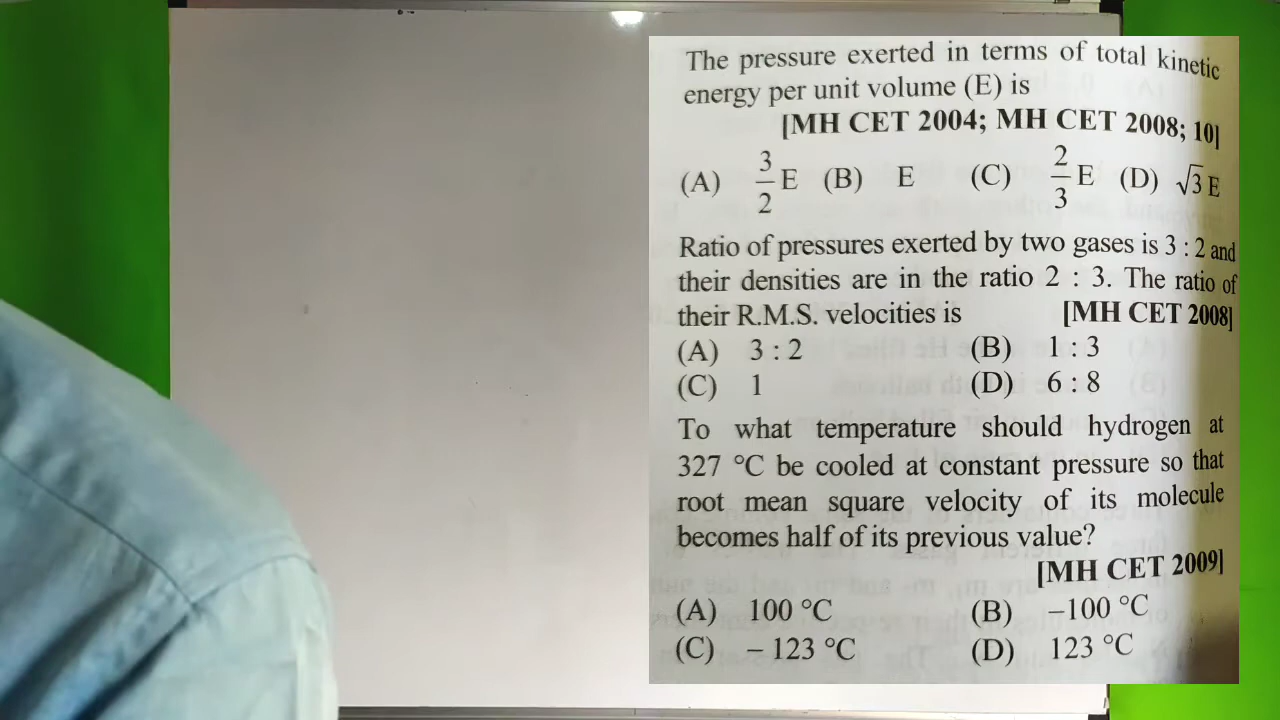 The pressure exerted in terms of total kinetic
energy per unit volume (E) is
[MH CET 2004; MH CET 2008; 10]
(A) 3/2 E (B) E (C) 2/3 E (D) √3 E
Ratio of pressures exerted by two gases is 3 : 2 and
their densities are in the ratio 2 : 3. The ratio of
their R.M.S. velocities is [MH CET 2008]
(A) 3 : 2 (B) 1 : 3
(C) 1 (D) 6 : 8
To what temperature should hydrogen at
327 °C be cooled at constant pressure so that
root mean square velocity of its molecule
becomes half of its previous value?
[MH CET 2009]
(A) 100 °C (B) –100 °C
(C) – 123 °C (D) 123 °C